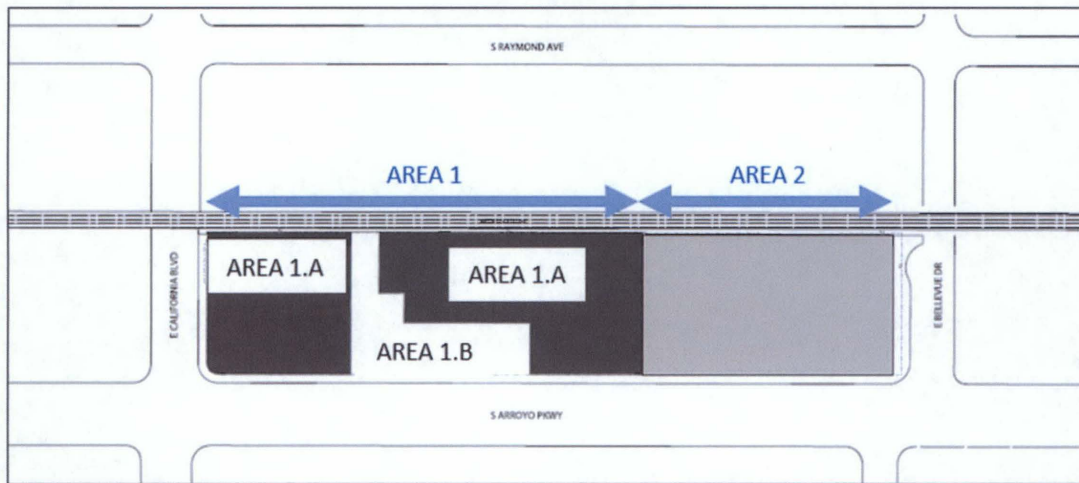 S RAYMOND AVE
AREA 1
AREA 2
E CALIFORNIA BLVD
AREA 1.A
AREA 1.A
AREA 1.B
E BELLEVUE DR
S ARROYO PKWY